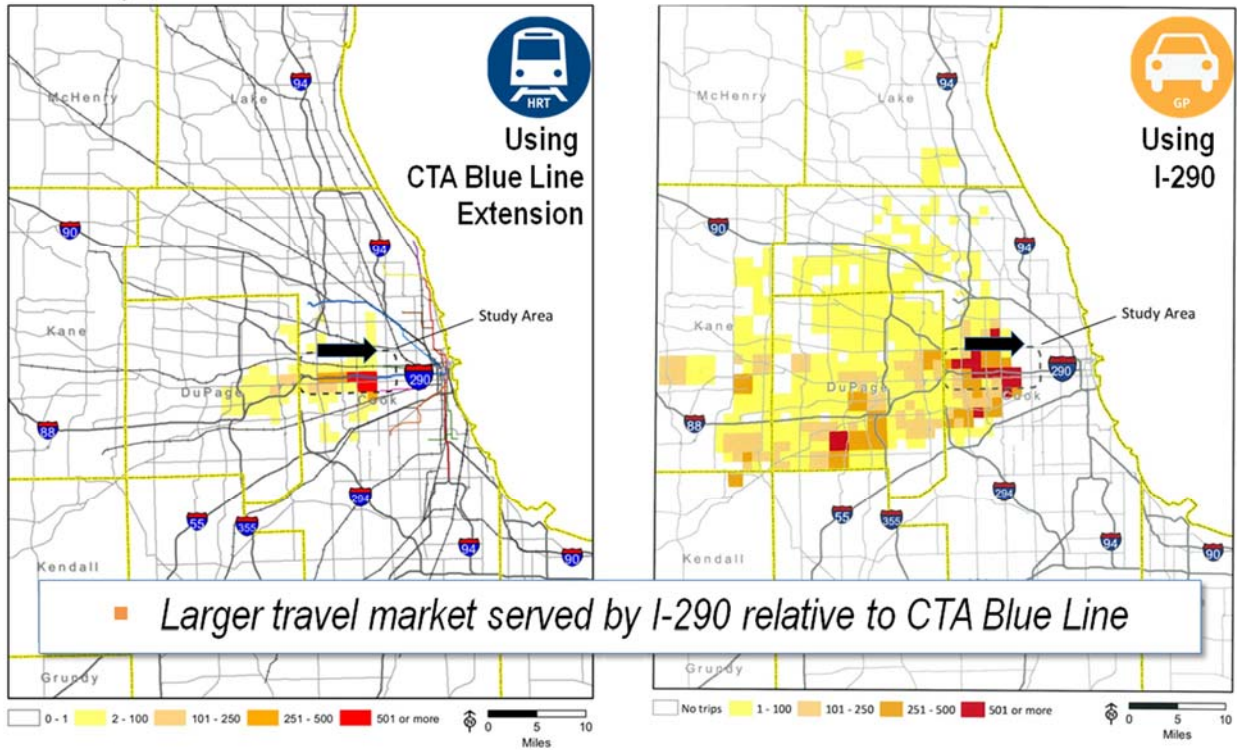 HRT
Using
CTA Blue Line
Extension
94
McHenry
Lake
90
94
Study Area
Kane
DuPage
290
Cook
88
294
55
355
94
90
Kendall
Grundy
0 - 1
2 - 100
101 - 250
251 - 500
501 or more
0 5 10
Miles
GP
Using
I-290
94
McHenry
Lake
90
94
Study Area
Kane
DuPage
290
Cook
88
294
55
355
94
90
Kendall
Grundy
No trips
1 - 100
101 - 250
251 - 500
501 or more
0 5 10
Miles
Larger travel market served by I-290 relative to CTA Blue Line